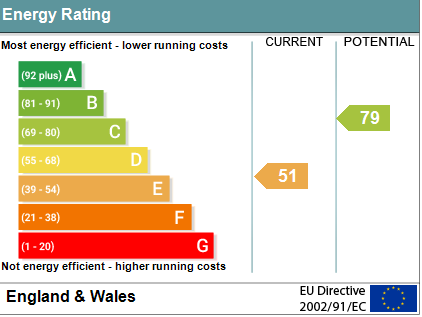 Energy Rating
Most energy efficient - lower running costs
CURRENT
POTENTIAL
(92 plus) A
(81 - 91) B
(69 - 80) C
79
(55 - 68) D
(39 - 54) E
51
(21 - 38) F
(1 - 20) G
Not energy efficient - higher running costs
England & Wales
EU Directive
2002/91/EC